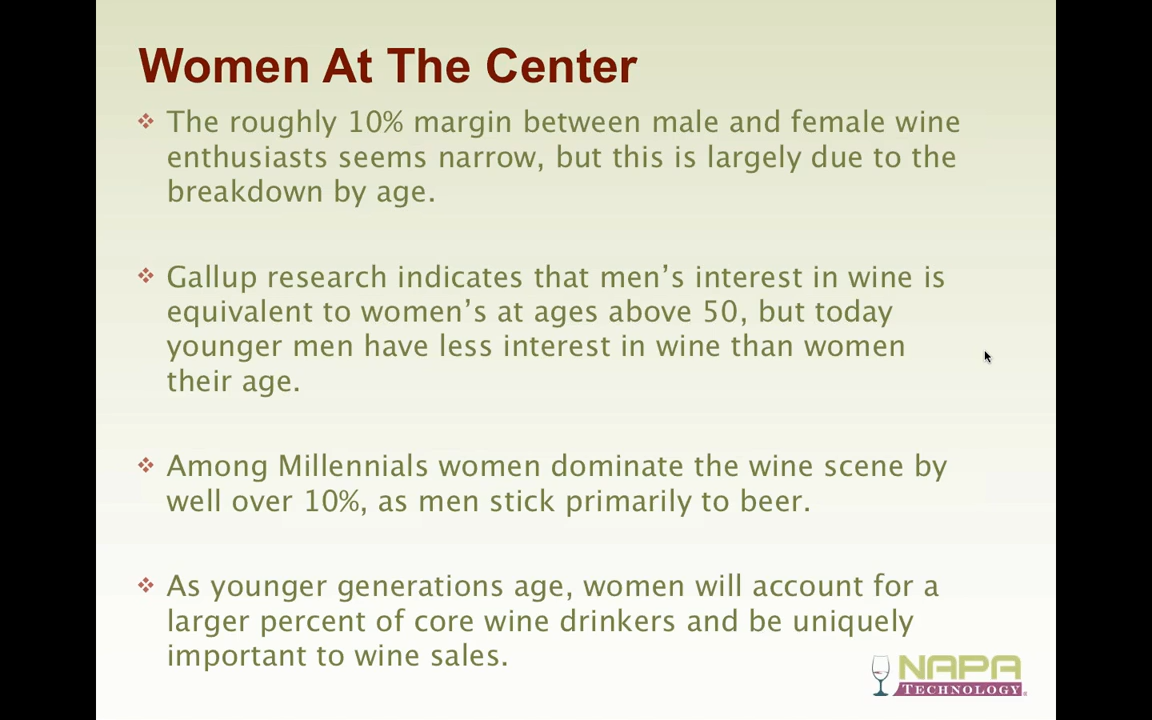 Women At The Center
The roughly 10% margin between male and female wine
enthusiasts seems narrow, but this is largely due to the
breakdown by age.
Gallup research indicates that men’s interest in wine is
equivalent to women’s at ages above 50, but today
younger men have less interest in wine than women
their age.
Among Millennials women dominate the wine scene by
well over 10%, as men stick primarily to beer.
As younger generations age, women will account for a
larger percent of core wine drinkers and be uniquely
important to wine sales.
NAPA
TECHNOLOGY®